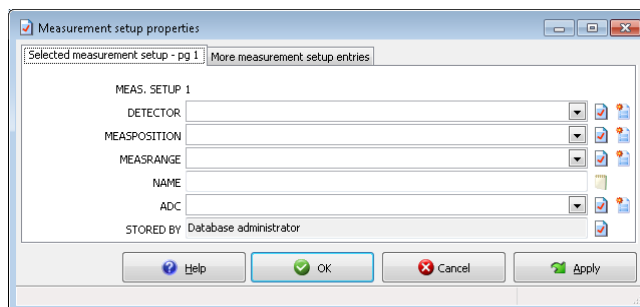 Measurement setup properties
Selected measurement setup - pg 1 More measurement setup entries
MEAS. SETUP 1
DETECTOR
MEASPOSITION
MEASRANGE
NAME
ADC
STORED BY Database administrator
Help OK Cancel Apply